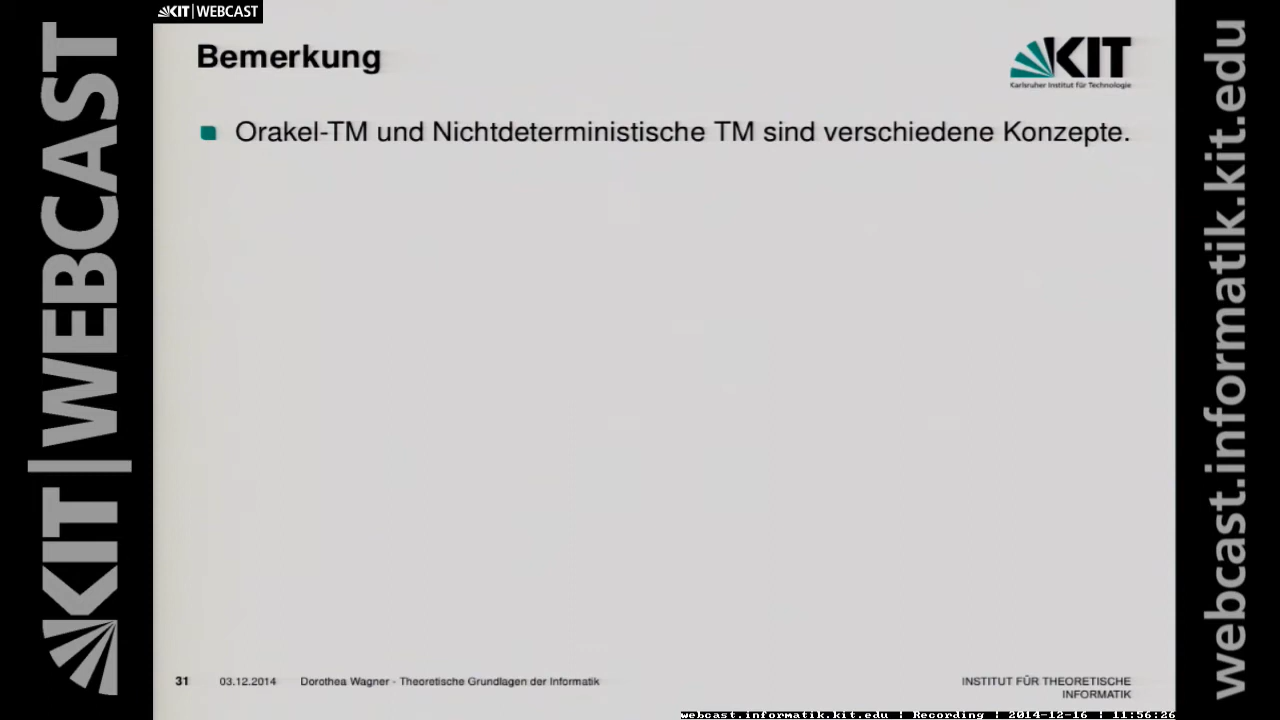 KIT | WEBCAST
Bemerkung
KIT
Karlsruher Institut für Technologie
Orakel-TM und Nichtdeterministische TM sind verschiedene Konzepte.
31 03.12.2014 Dorothea Wagner - Theoretische Grundlagen der Informatik
INSTITUT FÜR THEORETISCHE
INFORMATIK
webcast.informatik.kit.edu | Recording | 2014-12-16 | 11:56:26
KIT | WEBCAST
webcast.informatik.kit.edu